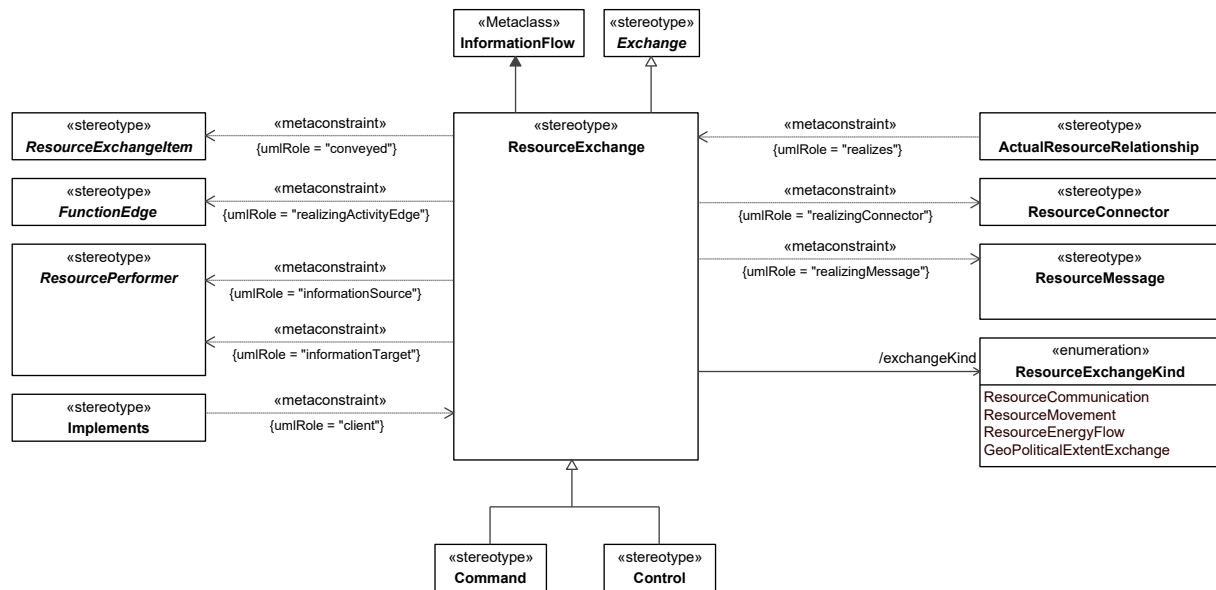 «Metaclass»
InformationFlow
«stereotype»
Exchange
«stereotype»
ResourceExchangeItem
«metaconstraint»
{umlRole = "conveyed"}
«stereotype»
FunctionEdge
«metaconstraint»
{umlRole = "realizingActivityEdge"}
«stereotype»
ResourcePerformer
«metaconstraint»
{umlRole = "informationSource"}
«metaconstraint»
{umlRole = "informationTarget"}
«stereotype»
Implements
«metaconstraint»
{umlRole = "client"}
«stereotype»
ResourceExchange
«metaconstraint»
{umlRole = "realizes"}
«stereotype»
ActualResourceRelationship
«metaconstraint»
{umlRole = "realizingConnector"}
«stereotype»
ResourceConnector
«metaconstraint»
{umlRole = "realizingMessage"}
«stereotype»
ResourceMessage
/exchangeKind
«enumeration»
ResourceExchangeKind
ResourceCommunication
ResourceMovement
ResourceEnergyFlow
GeoPoliticalExtentExchange
«stereotype»
Command
«stereotype»
Control